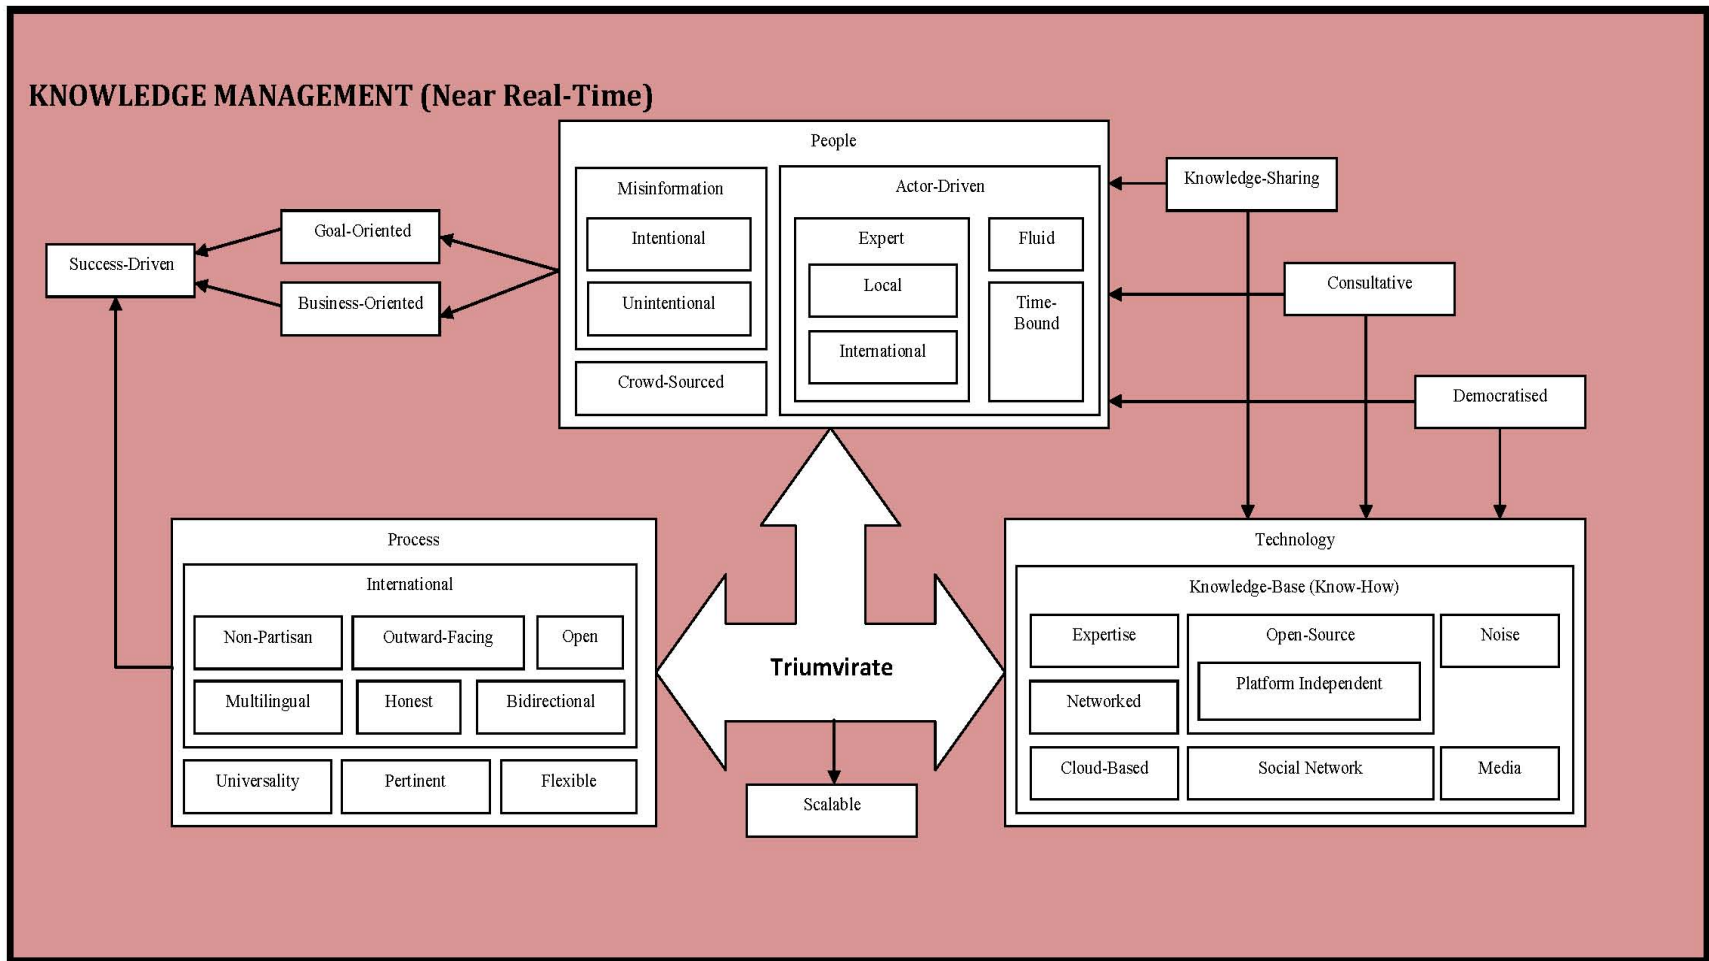 KNOWLEDGE MANAGEMENT (Near Real-Time)
People
Misinformation
Intentional
Unintentional
Crowd-Sourced
Actor-Driven
Expert
Local
International
Fluid
Time-
Bound
Knowledge-Sharing
Consultative
Democratised
Goal-Oriented
Business-Oriented
Success-Driven
Process
International
Non-Partisan
Outward-Facing
Open
Multilingual
Honest
Bidirectional
Universality
Pertinent
Flexible
Triumvirate
Scalable
Technology
Knowledge-Base (Know-How)
Expertise
Open-Source
Noise
Platform Independent
Networked
Cloud-Based
Social Network
Media